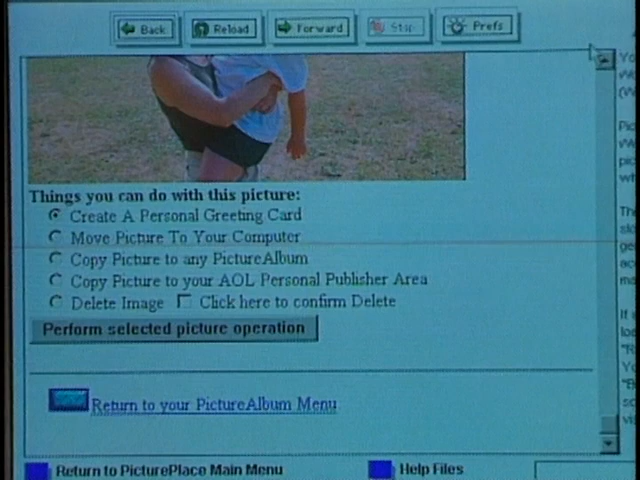 Back Reload Forward Stop Prefs
Things you can do with this picture:
Create A Personal Greeting Card
Move Picture To Your Computer
Copy Picture to any PictureAlbum
Copy Picture to your AOL Personal Publisher Area
Delete Image Click here to confirm Delete
Perform selected picture operation
Return to your PictureAlbum Menu
Return to PicturePlace Main Menu Help Files